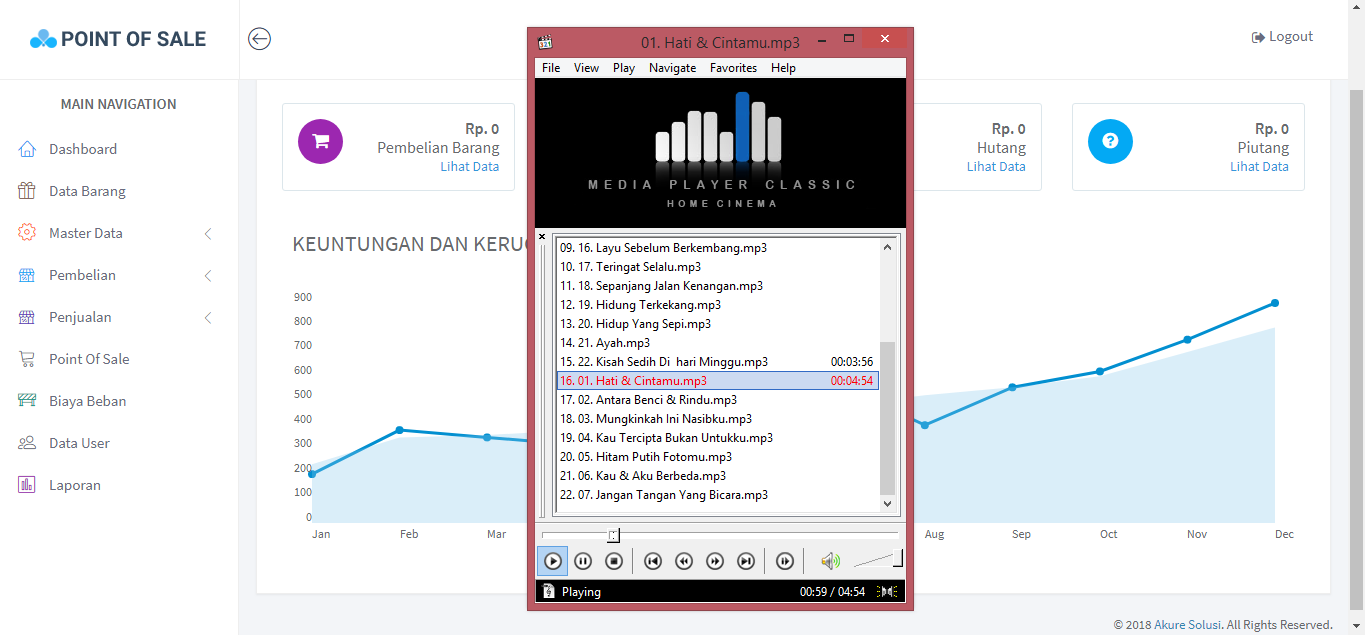 POINT OF SALE
Logout
MAIN NAVIGATION
Dashboard
Data Barang
Master Data
Pembelian
Penjualan
Point Of Sale
Biaya Beban
Data User
Laporan
Rp. 0
Pembelian Barang
Lihat Data
Rp. 0
Hutang
Lihat Data
Rp. 0
Piutang
Lihat Data
KEUNTUNGAN DAN
900
800
700
600
500
400
300
200
100
0
Jan
Feb
Mar
Aug
Sep
Oct
Nov
Dec
01. Hati & Cintamu.mp3
File View Play Navigate Favorites Help
MEDIA PLAYER CLASSIC
HOME CINEMA
09. 16. Layu Sebelum Berkembang.mp3
10. 17. Teringat Selalu.mp3
11. 18. Sepanjang Jalan Kenangan.mp3
12. 19. Hidung Terkekang.mp3
13. 20. Hidup Yang Sepi.mp3
14. 21. Ayah.mp3
15. 22. Kisah Sedih Di  hari Minggu.mp3 00:03:56
16. 01. Hati & Cintamu.mp3 00:04:54
17. 02. Antara Benci & Rindu.mp3
18. 03. Mungkinkah Ini Nasibku.mp3
19. 04. Kau Tercipta Bukan Untukku.mp3
20. 05. Hitam Putih Fotomu.mp3
21. 06. Kau & Aku Berbeda.mp3
22. 07. Jangan Tangan Yang Bicara.mp3
Playing 00:59 / 04:54
© 2018 Akure Solusi. All Rights Reserved.